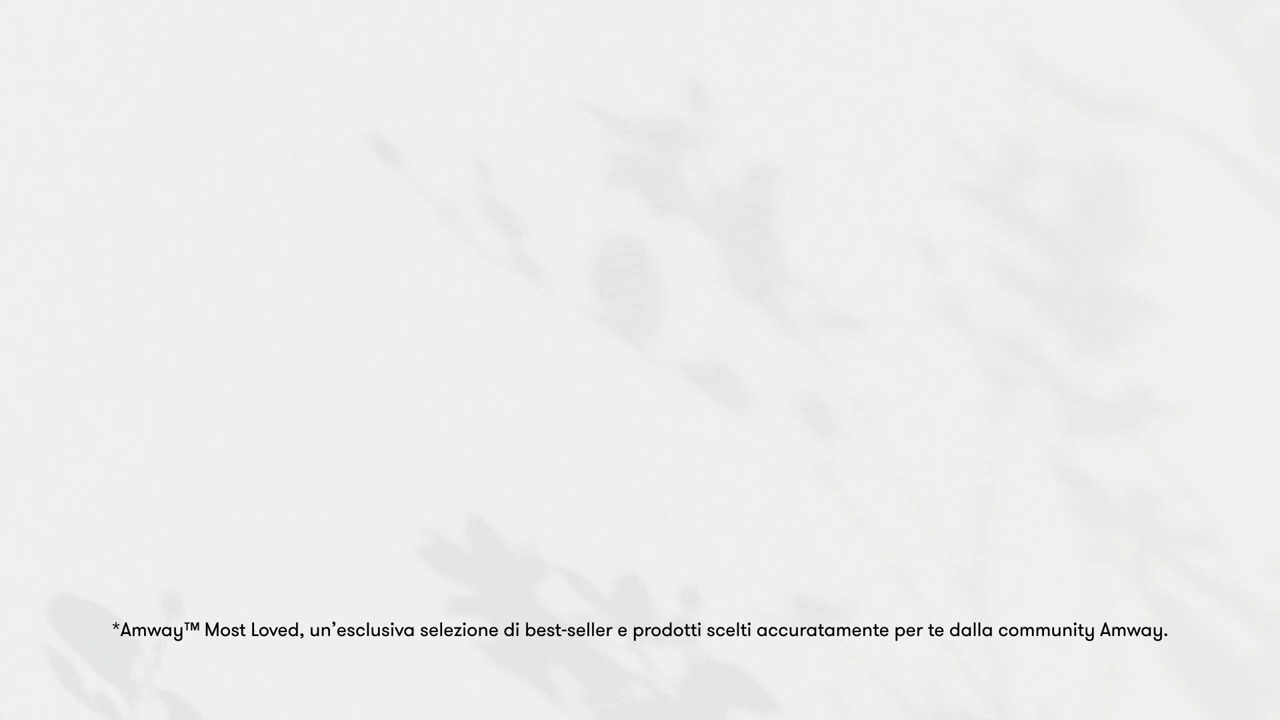 *Amway™ Most Loved, un’esclusiva selezione di best-seller e prodotti scelti accuratamente per te dalla community Amway.